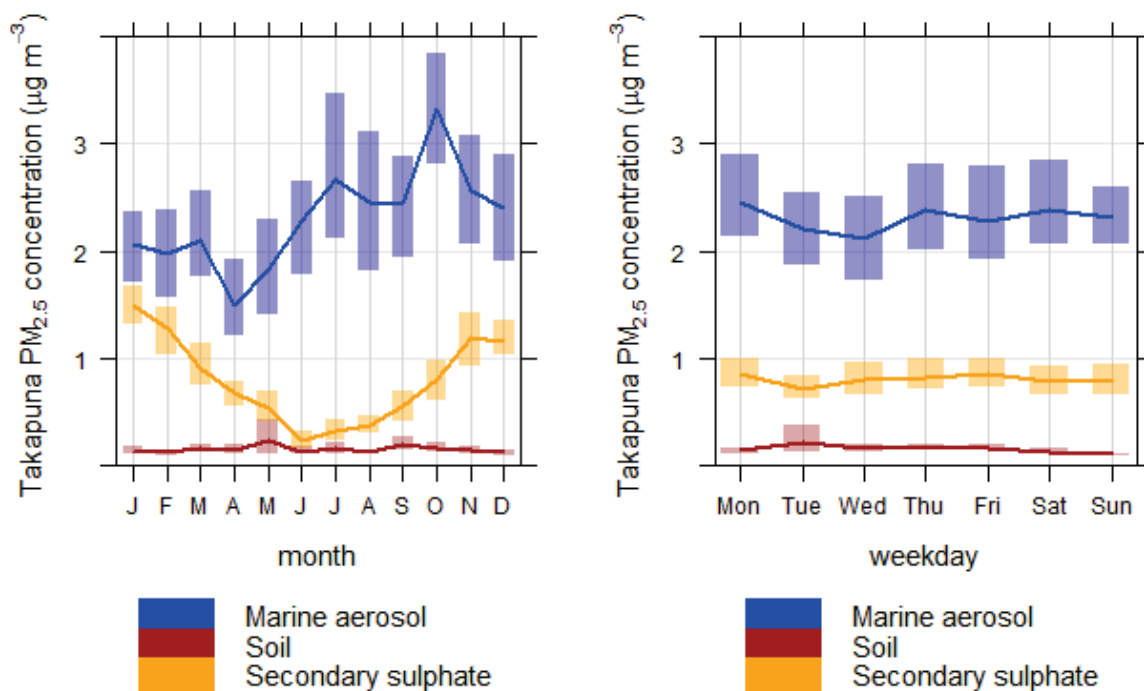 Takapuna PM2.5 concentration (µg m−3)
3
2
1
J F M A M J J A S O N D
month
Marine aerosol
Soil
Secondary sulphate
Takapuna PM2.5 concentration (µg m−3)
3
2
1
Mon Tue Wed Thu Fri Sat Sun
weekday
Marine aerosol
Soil
Secondary sulphate